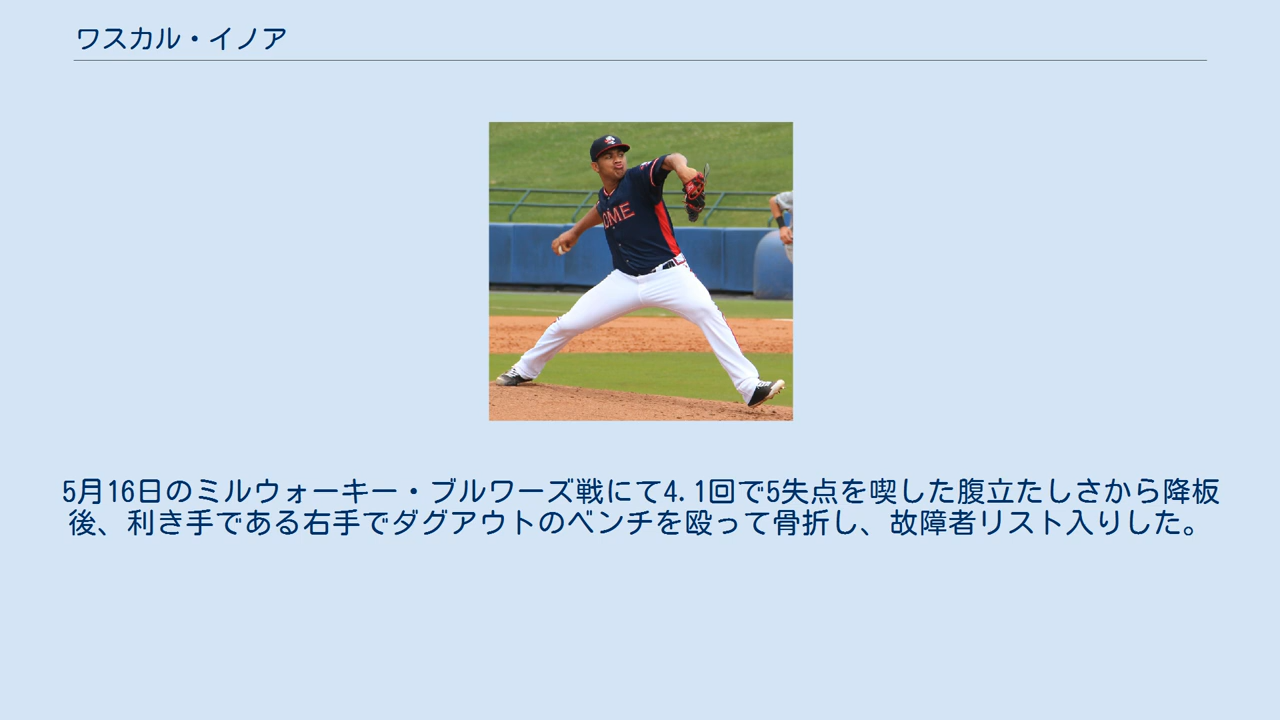 ワスカル・イノア
OME
5月16日のミルウォーキー・ブルワーズ戦にて4.1回で5失点を喫した腹立たしさから降板
後、利き手である右手でダグアウトのベンチを殴って骨折し、故障者リスト入りした。